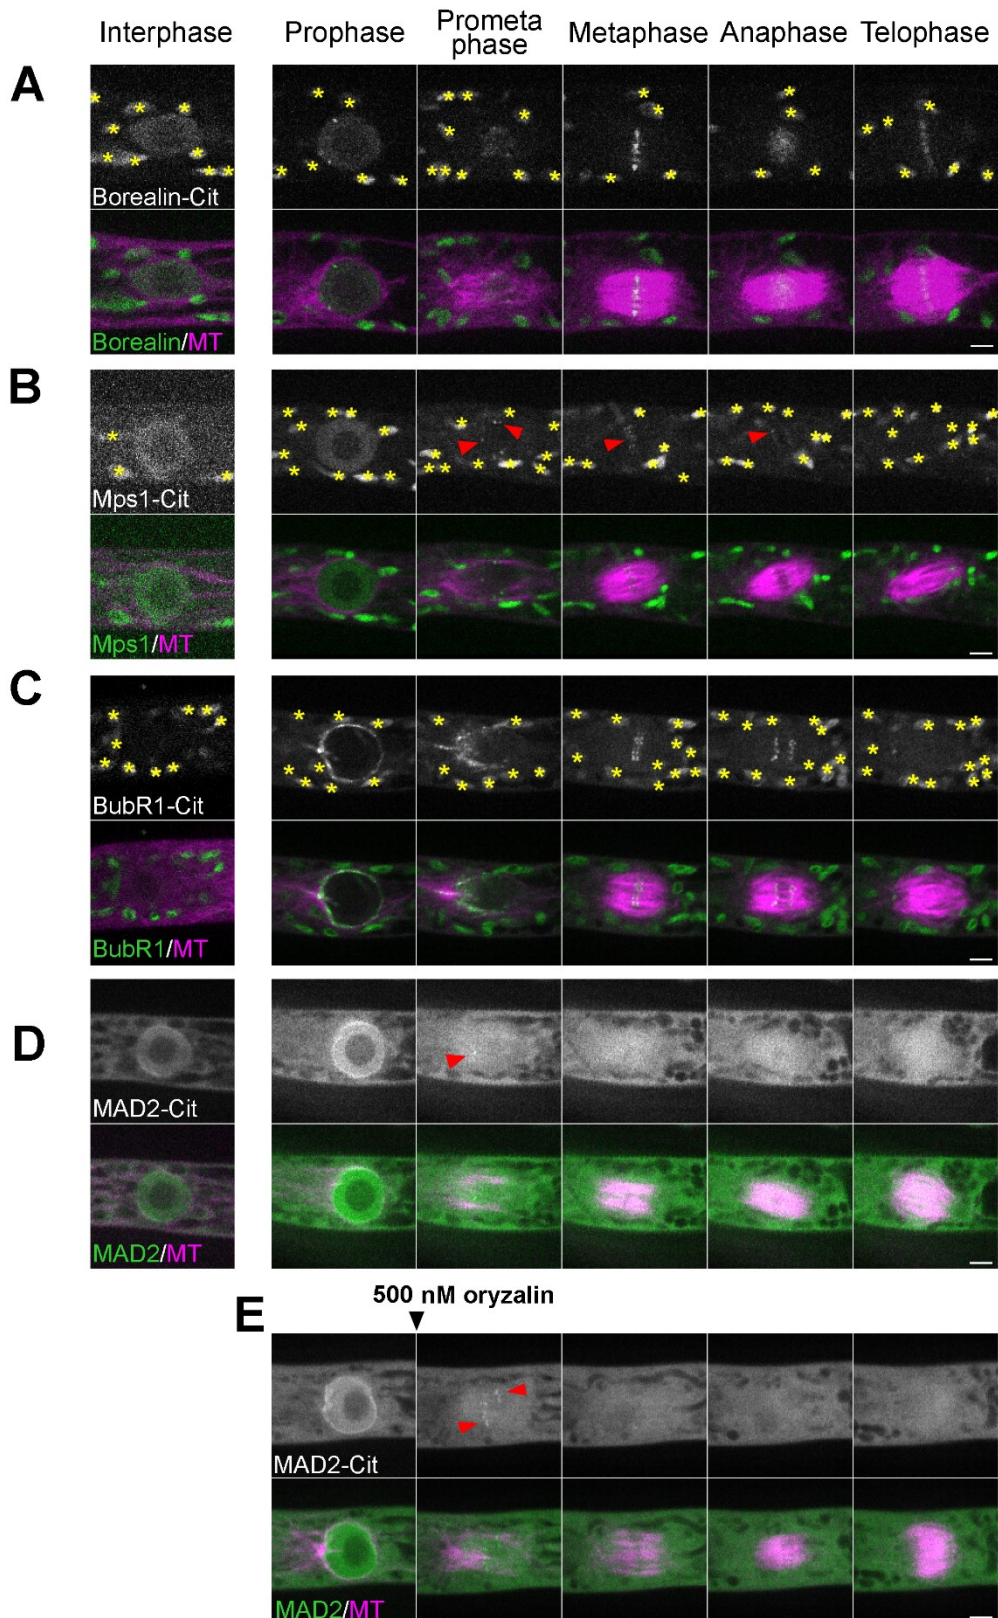 Interphase
Prophase
Prometa
phase
Metaphase
Anaphase
Telophase
A
Borealin-Cit
Borealin/MT
B
Mps1-Cit
Mps1/MT
C
BubR1-Cit
BubR1/MT
D
MAD2-Cit
MAD2/MT
500 nM oryzalin
E
MAD2-Cit
MAD2/MT